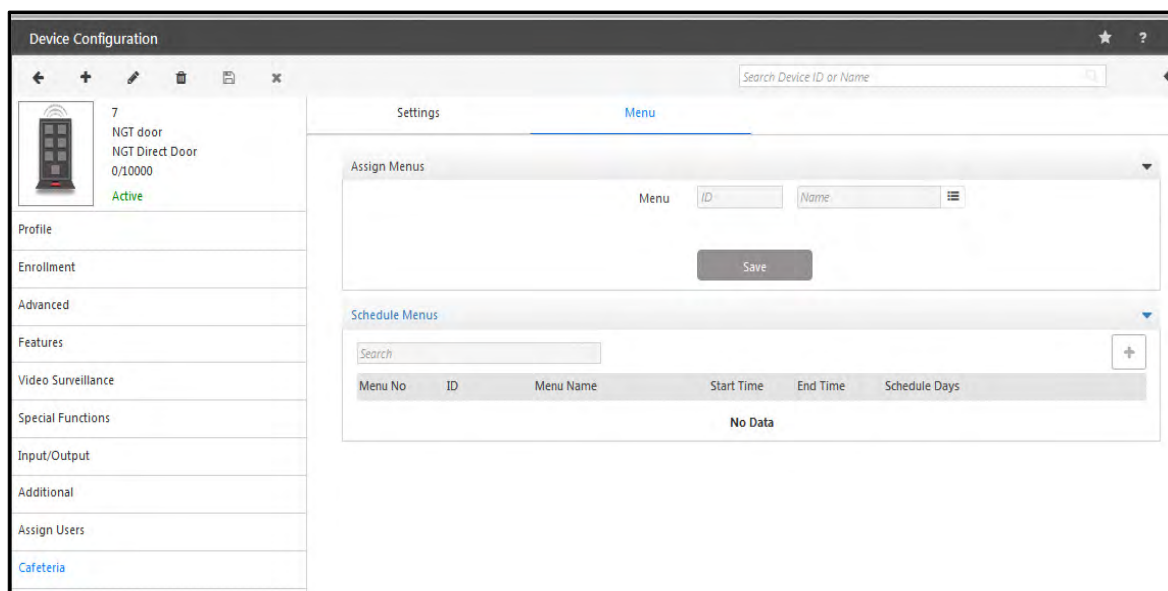 Device Configuration
?
Search Device ID or Name
7
NGT door
NGT Direct Door
0/10000
Active
Profile
Enrollment
Advanced
Features
Video Surveillance
Special Functions
Input/Output
Additional
Assign Users
Cafeteria
Settings Menu
Assign Menus
Menu ID Name
Save
Schedule Menus
Search
Menu No ID Menu Name Start Time End Time Schedule Days
No Data